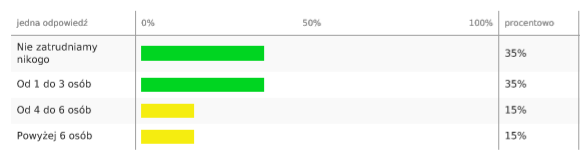 jedna odpowiedź 0% 50% 100% procentowo
Nie zatrudniamy
nikogo 35%
Od 1 do 3 osób 35%
Od 4 do 6 osób 15%
Powyżej 6 osób 15%